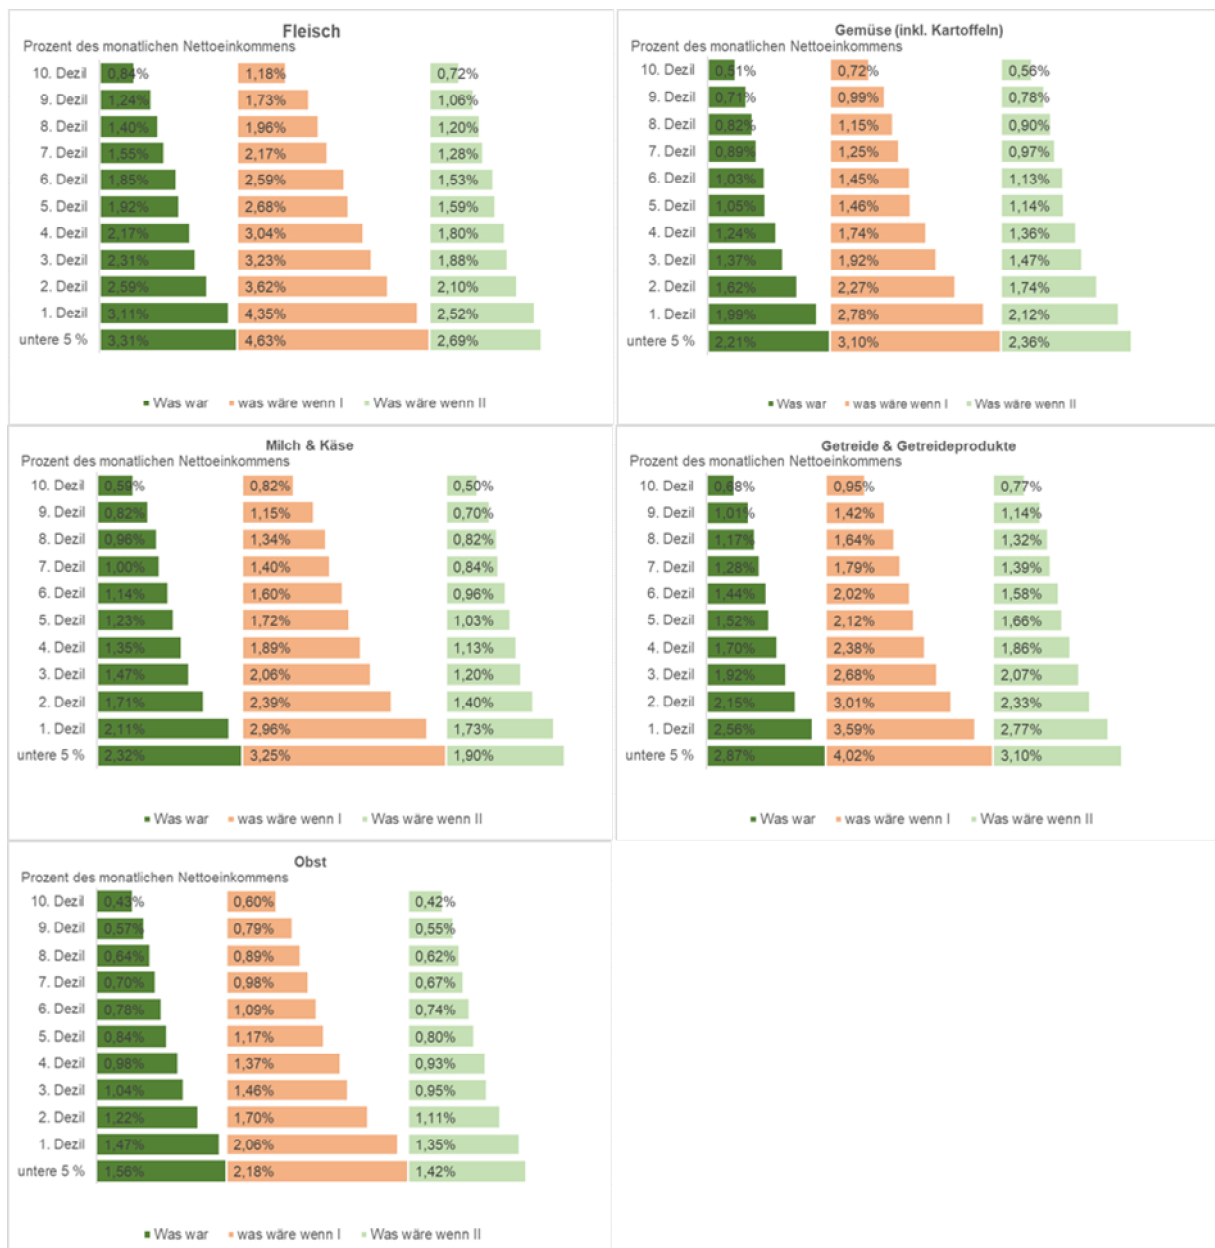 Fleisch
Prozent des monatlichen Nettoeinkommens
10. Dezil 0,84% 1,18% 0,72%
9. Dezil 1,24% 1,73% 1,06%
8. Dezil 1,40% 1,96% 1,20%
7. Dezil 1,55% 2,17% 1,28%
6. Dezil 1,85% 2,59% 1,53%
5. Dezil 1,92% 2,68% 1,59%
4. Dezil 2,17% 3,04% 1,80%
3. Dezil 2,31% 3,23% 1,88%
2. Dezil 2,59% 3,62% 2,10%
1. Dezil 3,11% 4,35% 2,52%
untere 5 % 3,31% 4,63% 2,69%
Was war was wäre wenn I Was wäre wenn II
Gemüse (inkl. Kartoffeln)
Prozent des monatlichen Nettoeinkommens
10. Dezil 0,51% 0,72% 0,56%
9. Dezil 0,71% 0,99% 0,78%
8. Dezil 0,82% 1,15% 0,90%
7. Dezil 0,89% 1,25% 0,97%
6. Dezil 1,03% 1,45% 1,13%
5. Dezil 1,05% 1,46% 1,14%
4. Dezil 1,24% 1,74% 1,36%
3. Dezil 1,37% 1,92% 1,47%
2. Dezil 1,62% 2,27% 1,74%
1. Dezil 1,99% 2,78% 2,12%
untere 5 % 2,21% 3,10% 2,36%
Was war was wäre wenn I Was wäre wenn II
Milch & Käse
Prozent des monatlichen Nettoeinkommens
10. Dezil 0,59% 0,82% 0,50%
9. Dezil 0,82% 1,15% 0,70%
8. Dezil 0,96% 1,34% 0,82%
7. Dezil 1,00% 1,40% 0,84%
6. Dezil 1,14% 1,60% 0,96%
5. Dezil 1,23% 1,72% 1,03%
4. Dezil 1,35% 1,89% 1,13%
3. Dezil 1,47% 2,06% 1,20%
2. Dezil 1,71% 2,39% 1,40%
1. Dezil 2,11% 2,96% 1,73%
untere 5 % 2,32% 3,25% 1,90%
Was war was wäre wenn I Was wäre wenn II
Getreide & Getreideprodukte
Prozent des monatlichen Nettoeinkommens
10. Dezil 0,68% 0,95% 0,77%
9. Dezil 1,01% 1,42% 1,14%
8. Dezil 1,17% 1,64% 1,32%
7. Dezil 1,28% 1,79% 1,39%
6. Dezil 1,44% 2,02% 1,58%
5. Dezil 1,52% 2,12% 1,66%
4. Dezil 1,70% 2,38% 1,86%
3. Dezil 1,92% 2,68% 2,07%
2. Dezil 2,15% 3,01% 2,33%
1. Dezil 2,56% 3,59% 2,77%
untere 5 % 2,87% 4,02% 3,10%
Was war was wäre wenn I Was wäre wenn II
Obst
Prozent des monatlichen Nettoeinkommens
10. Dezil 0,43% 0,60% 0,42%
9. Dezil 0,57% 0,79% 0,55%
8. Dezil 0,64% 0,89% 0,62%
7. Dezil 0,70% 0,98% 0,67%
6. Dezil 0,78% 1,09% 0,74%
5. Dezil 0,84% 1,17% 0,80%
4. Dezil 0,98% 1,37% 0,93%
3. Dezil 1,04% 1,46% 0,95%
2. Dezil 1,22% 1,70% 1,11%
1. Dezil 1,47% 2,06% 1,35%
untere 5 % 1,56% 2,18% 1,42%
Was war was wäre wenn I Was wäre wenn II